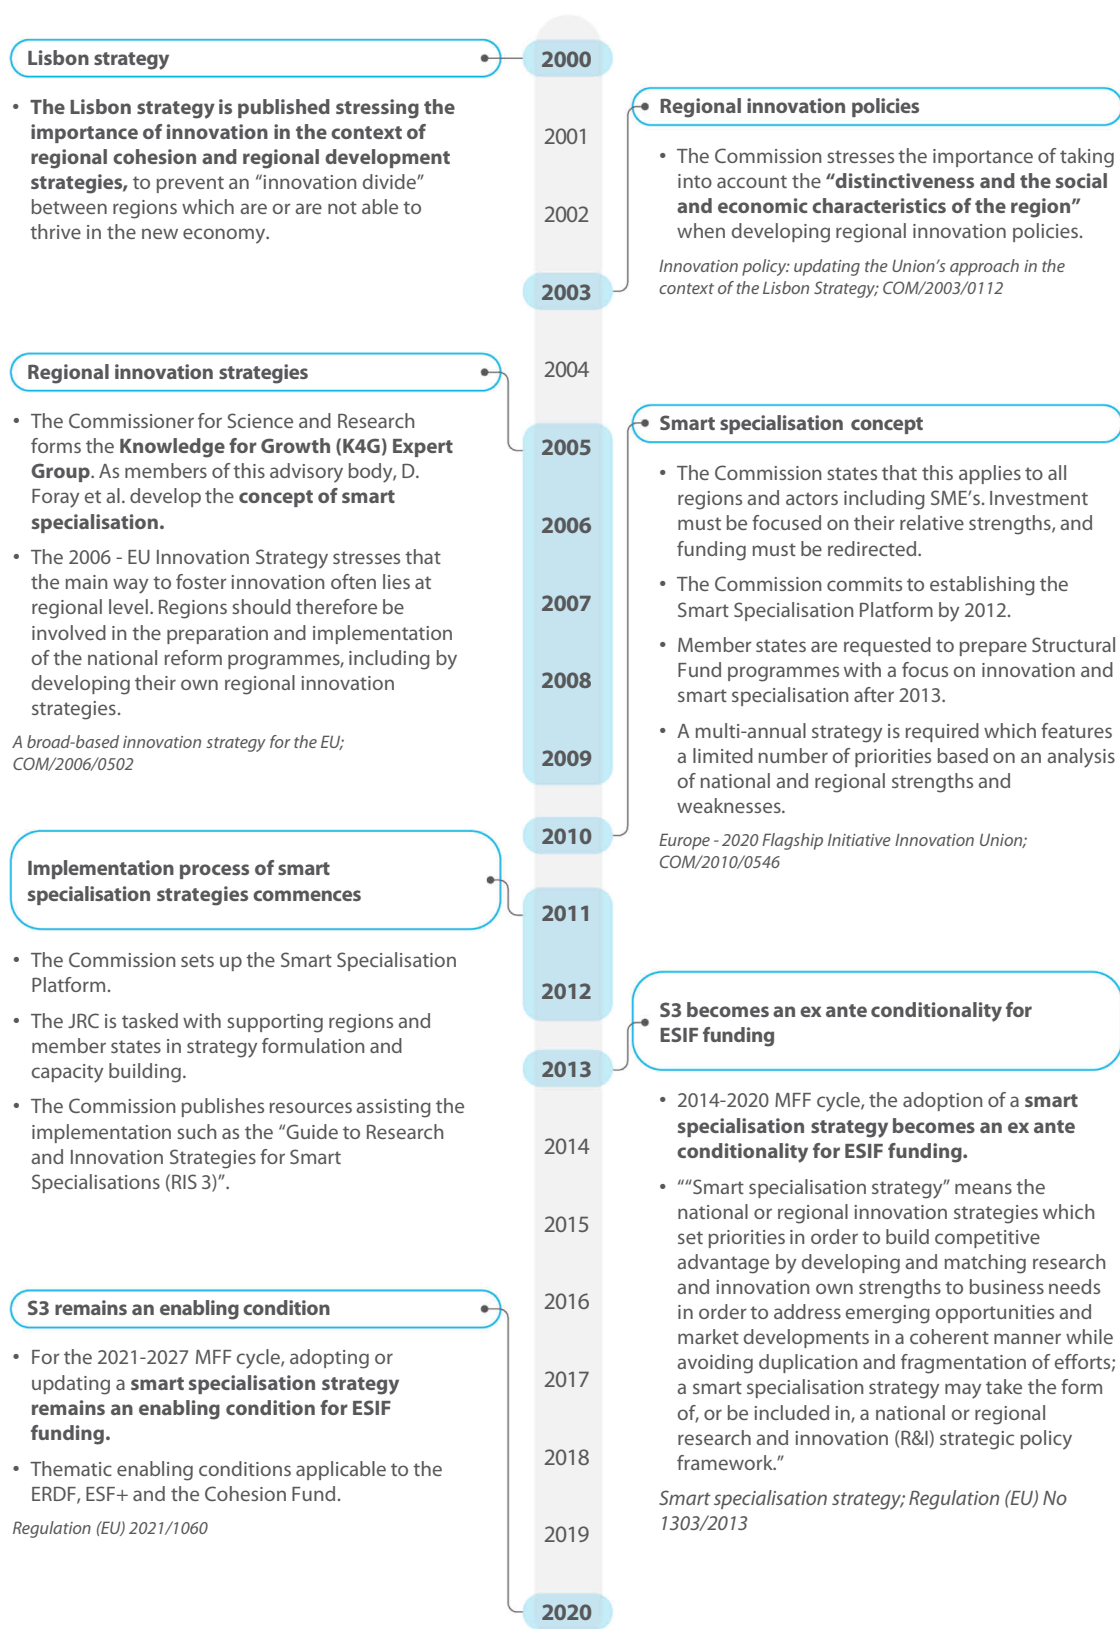 Lisbon strategy
• The Lisbon strategy is published stressing the
importance of innovation in the context of
regional cohesion and regional development
strategies, to prevent an “innovation divide”
between regions which are or are not able to
thrive in the new economy.
2000
2001
2002
2003
Regional innovation policies
• The Commission stresses the importance of taking
into account the “distinctiveness and the social
and economic characteristics of the region”
when developing regional innovation policies.
Innovation policy: updating the Union’s approach in the
context of the Lisbon Strategy; COM/2003/0112
2004
Regional innovation strategies
• The Commissioner for Science and Research
forms the Knowledge for Growth (K4G) Expert
Group. As members of this advisory body, D.
Foray et al. develop the concept of smart
specialisation.
• The 2006 - EU Innovation Strategy stresses that
the main way to foster innovation often lies at
regional level. Regions should therefore be
involved in the preparation and implementation
of the national reform programmes, including by
developing their own regional innovation
strategies.
A broad-based innovation strategy for the EU;
COM/2006/0502
2005
2006
2007
2008
2009
2010
Smart specialisation concept
• The Commission states that this applies to all
regions and actors including SME’s. Investment
must be focused on their relative strengths, and
funding must be redirected.
• The Commission commits to establishing the
Smart Specialisation Platform by 2012.
• Member states are requested to prepare Structural
Fund programmes with a focus on innovation and
smart specialisation after 2013.
• A multi-annual strategy is required which features
a limited number of priorities based on an analysis
of national and regional strengths and
weaknesses.
Europe - 2020 Flagship Initiative Innovation Union;
COM/2010/0546
Implementation process of smart
specialisation strategies commences
• The Commission sets up the Smart Specialisation
Platform.
• The JRC is tasked with supporting regions and
member states in strategy formulation and
capacity building.
• The Commission publishes resources assisting the
implementation such as the “Guide to Research
and Innovation Strategies for Smart
Specialisations (RIS 3)”.
2011
2012
2013
S3 becomes an ex ante conditionality for
ESIF funding
• 2014-2020 MFF cycle, the adoption of a smart
specialisation strategy becomes an ex ante
conditionality for ESIF funding.
• ““Smart specialisation strategy” means the
national or regional innovation strategies which
set priorities in order to build competitive
advantage by developing and matching research
and innovation own strengths to business needs
in order to address emerging opportunities and
market developments in a coherent manner while
avoiding duplication and fragmentation of efforts;
a smart specialisation strategy may take the form
of, or be included in, a national or regional
research and innovation (R&I) strategic policy
framework.”
Smart specialisation strategy; Regulation (EU) No
1303/2013
2014
2015
2016
2017
2018
2019
2020
S3 remains an enabling condition
• For the 2021-2027 MFF cycle, adopting or
updating a smart specialisation strategy
remains an enabling condition for ESIF
funding.
• Thematic enabling conditions applicable to the
ERDF, ESF+ and the Cohesion Fund.
Regulation (EU) 2021/1060